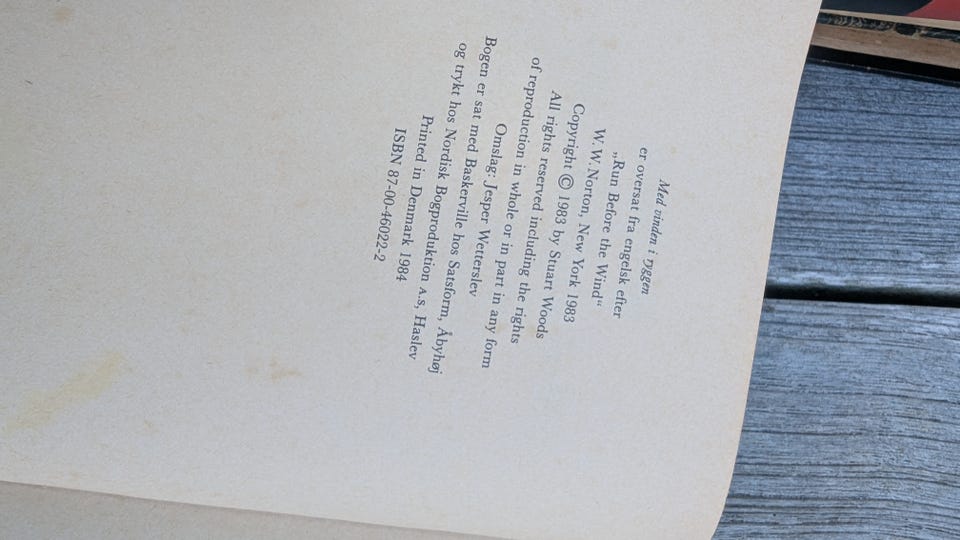 Med vinden i ryggen
er oversat fra engelsk efter
„Run Before the Wind“
W. W. Norton, New York 1983
Copyright © 1983 by Stuart Woods
All rights reserved including the rights
of reproduction in whole or in part in any form
Omslag: Jesper Wetterslev
Bogen er sat med Baskerville hos Satsform, Åbyhøj
og trykt hos Nordisk Bogproduktion A.S, Haslev
Printed in Denmark 1984
ISBN 87-00-46022-2